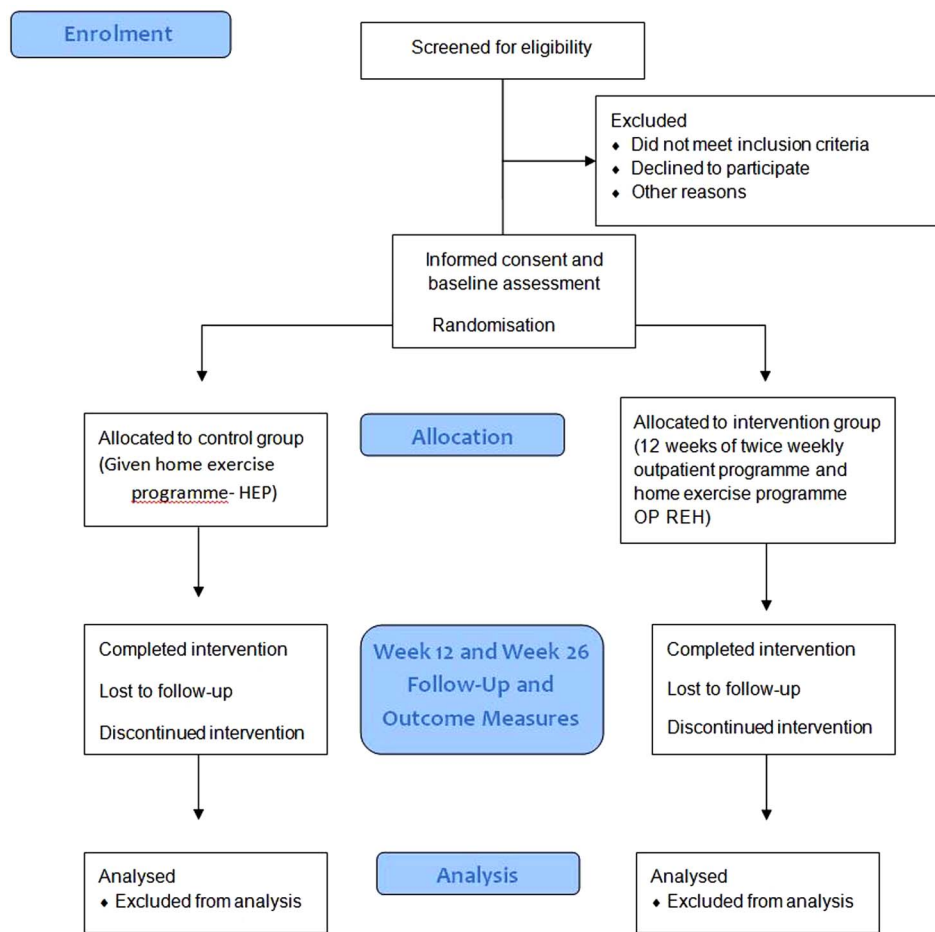 Enrolment
Screened for eligibility
Excluded
♦ Did not meet inclusion criteria
♦ Declined to participate
♦ Other reasons
Informed consent and
baseline assessment
Randomisation
Allocated to control group
(Given home exercise
programme- HEP)
Allocation
Allocated to intervention group
(12 weeks of twice weekly
outpatient programme and
home exercise programme
OP REH)
Completed intervention
Lost to follow-up
Discontinued intervention
Week 12 and Week 26
Follow-Up and
Outcome Measures
Completed intervention
Lost to follow-up
Discontinued intervention
Analysed
♦ Excluded from analysis
Analysis
Analysed
♦ Excluded from analysis